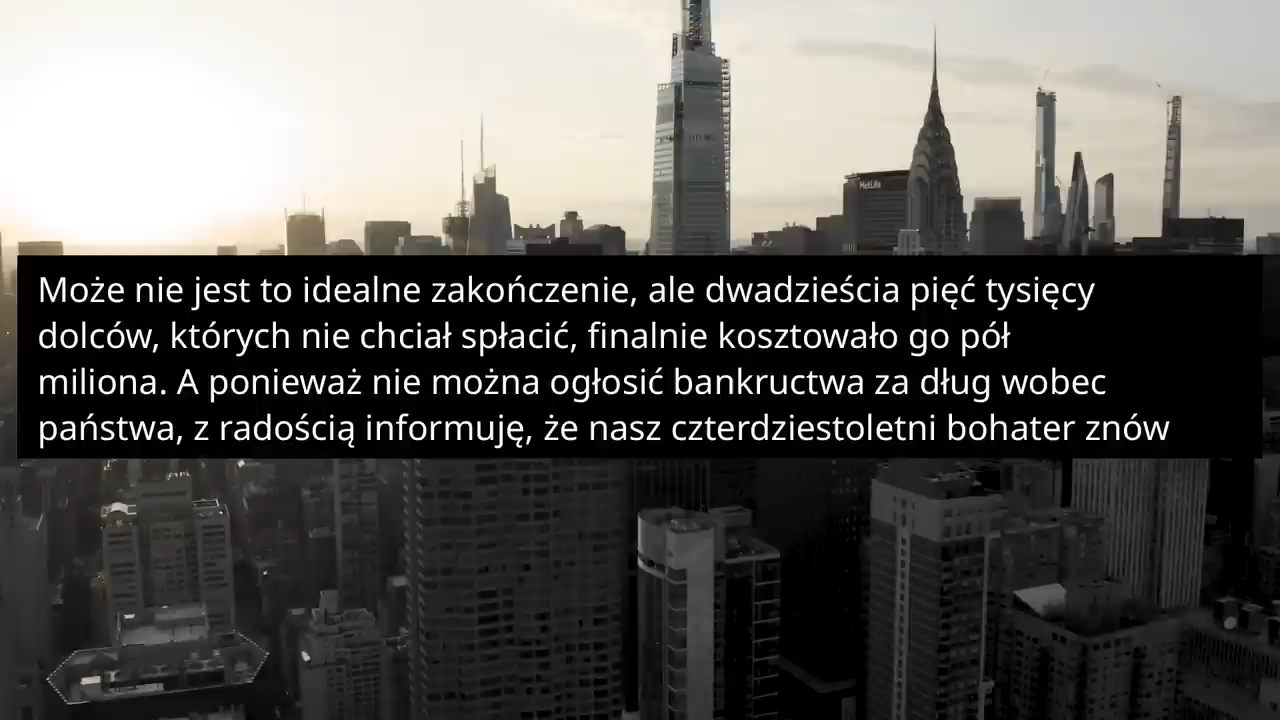 MetLife
Może nie jest to idealne zakończenie, ale dwadzieścia pięć tysięcy
dolców, których nie chciał spłacić, finalnie kosztowało go pół
miliona. A ponieważ nie można ogłosić bankructwa za dług wobec
państwa, z radością informuję, że nasz czterdziestoletni bohater znów